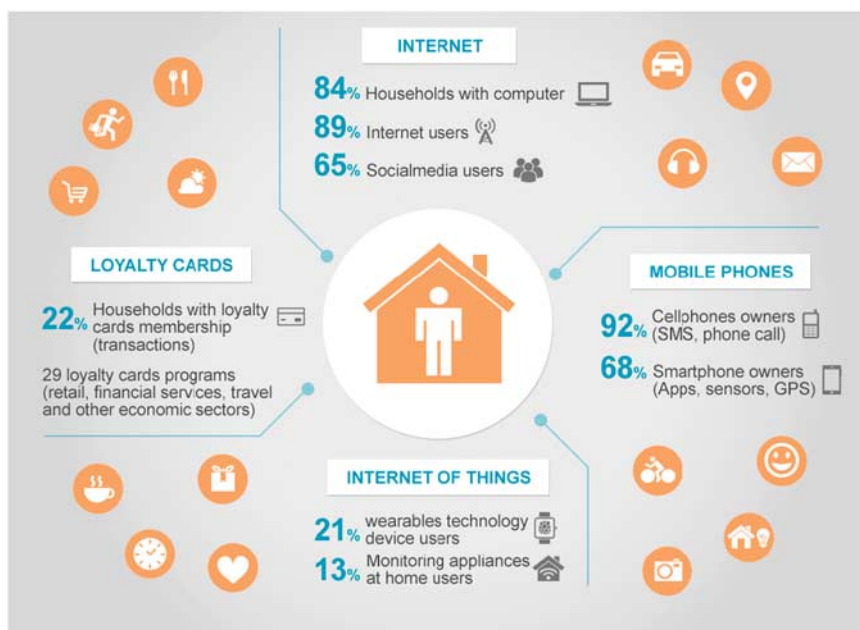 INTERNET
84% Households with computer
89% Internet users
65% Socialmedia users
LOYALTY CARDS
22% Households with loyalty
cards membership
(transactions)
29 loyalty cards programs
(retail, financial services, travel
and other economic sectors)
MOBILE PHONES
92% Cellphones owners
(SMS, phone call)
68% Smartphone owners
(Apps, sensors, GPS)
INTERNET OF THINGS
21% wearables technology
device users
13% Monitoring appliances
at home users